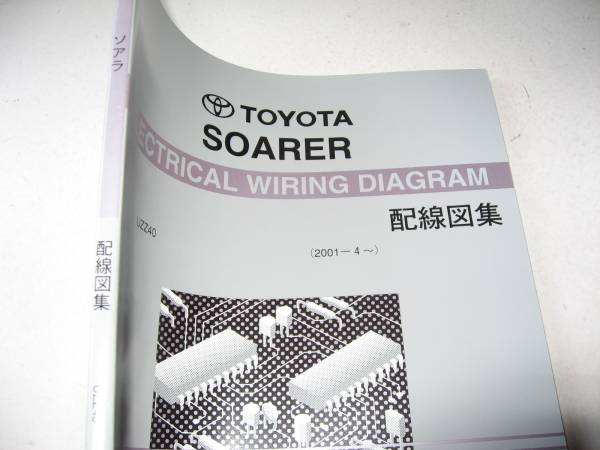 ソアラ
配線図集
TOYOTA
SOARER
ECTRICAL WIRING DIAGRAM
配線図集
UZZ40
(2001－4～)